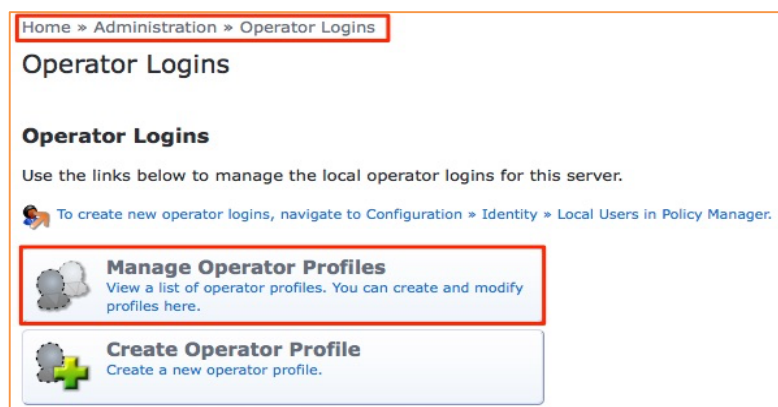 Home » Administration » Operator Logins
Operator Logins
Operator Logins
Use the links below to manage the local operator logins for this server.
To create new operator logins, navigate to Configuration » Identity » Local Users in Policy Manager.
Manage Operator Profiles
View a list of operator profiles. You can create and modify
profiles here.
Create Operator Profile
Create a new operator profile.